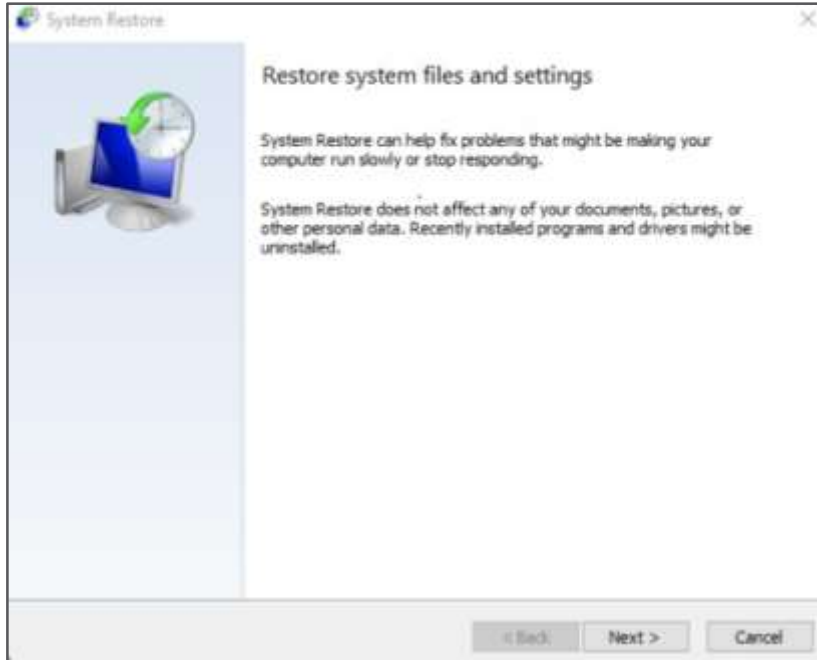 System Restore
Restore system files and settings
System Restore can help fix problems that might be making your
computer run slowly or stop responding.
System Restore does not affect any of your documents, pictures, or
other personal data. Recently installed programs and drivers might be
uninstalled.
< Back Next > Cancel